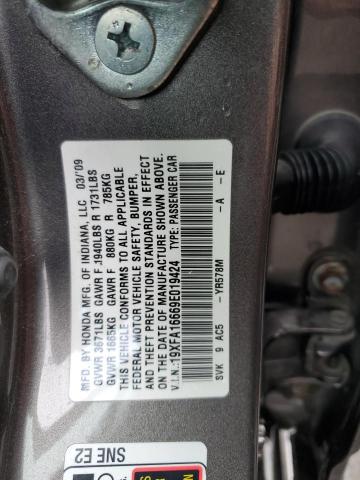 MFD. BY HONDA MFG. OF INDIANA, LLC 03/'09
GVWR 3671LBS GAWR F 1940LBS R 1731LBS
GVWR 1665KG GAWR F 880KG R 785KG
THIS VEHICLE CONFORMS TO ALL APPLICABLE
FEDERAL MOTOR VEHICLE SAFETY, BUMPER,
AND THEFT PREVENTION STANDARDS IN EFFECT
ON THE DATE OF MANUFACTURE SHOWN ABOVE.
V.I.N.:19XFA16669E019424 TYPE: PASSENGER CAR
YR578M —A —E
SVK 9 AC5
SNE E2